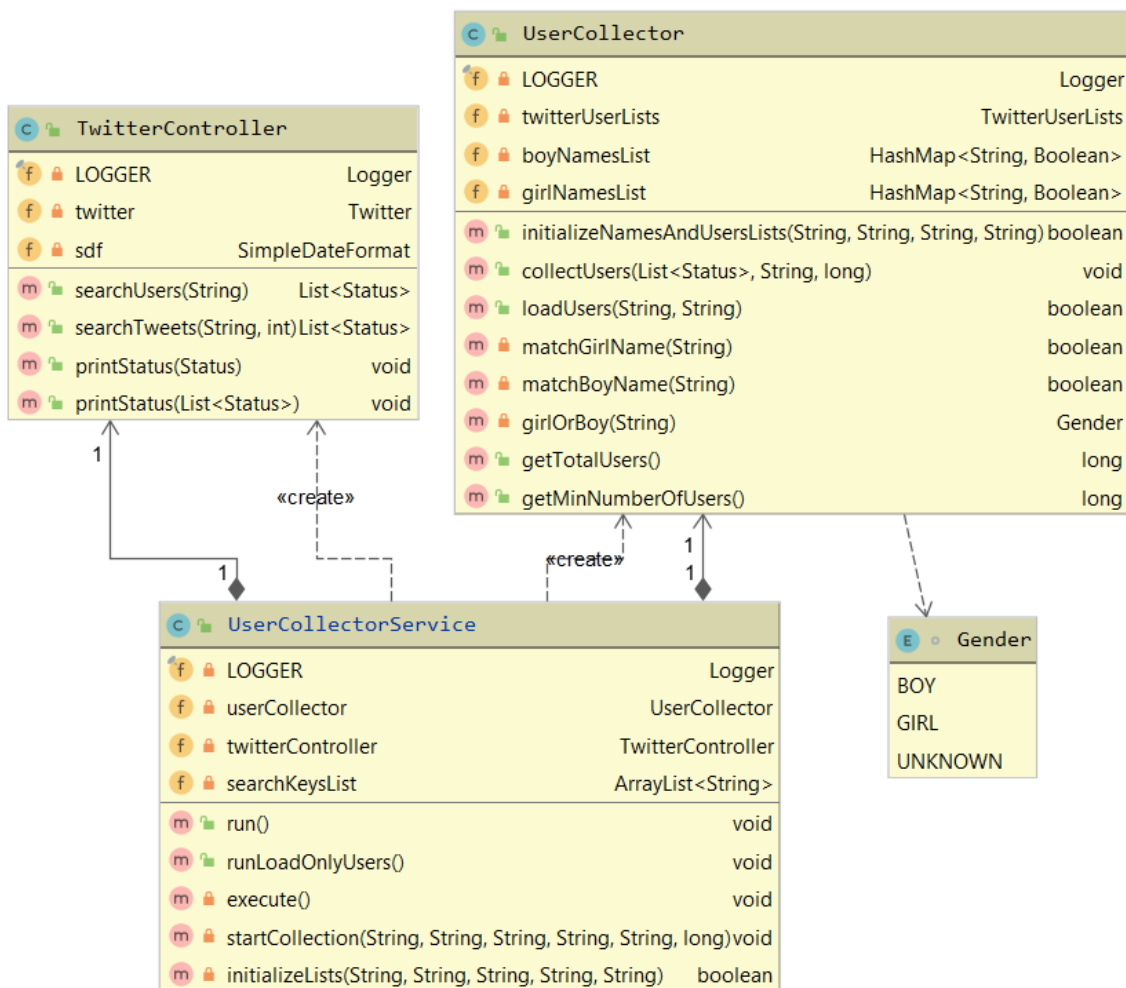 C UserCollector
f LOGGER Logger
f twitterUserLists TwitterUserLists
f boyNamesList HashMap<String, Boolean>
f girlNamesList HashMap<String, Boolean>
m initializeNamesAndUsersLists(String, String, String, String) boolean
m collectUsers(List<Status>, String, long) void
m loadUsers(String, String) boolean
m matchGirlName(String) boolean
m matchBoyName(String) boolean
m girlOrBoy(String) Gender
m getTotalUsers() long
m getMinNumberOfUsers() long
C TwitterController
f LOGGER Logger
f twitter Twitter
f sdf SimpleDateFormat
m searchUsers(String) List<Status>
m searchTweets(String, int) List<Status>
m printStatus(Status) void
m printStatus(List<Status>) void
1
«create»
1
«create»
1
1
C UserCollectorService
f LOGGER Logger
f userCollector UserCollector
f twitterController TwitterController
f searchKeysList ArrayList<String>
m run() void
m runLoadOnlyUsers() void
m execute() void
m startCollection(String, String, String, String, String, long) void
m initializeLists(String, String, String, String, String) boolean
E Gender
BOY
GIRL
UNKNOWN